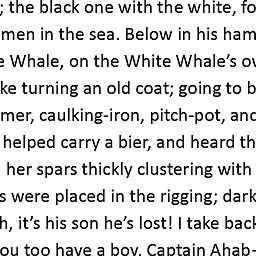 ; the black one with the white, fo
men in the sea. Below in his ham
e Whale, on the White Whale's ov
ke turning an old coat; going to b
mer, caulking-iron, pitch-pot, and
helped carry a bier, and heard th
her spars thickly clustering with
s were placed in the rigging; dark
h, it's his son he's lost! I take back
ou too have a boy, Captain Ahab-